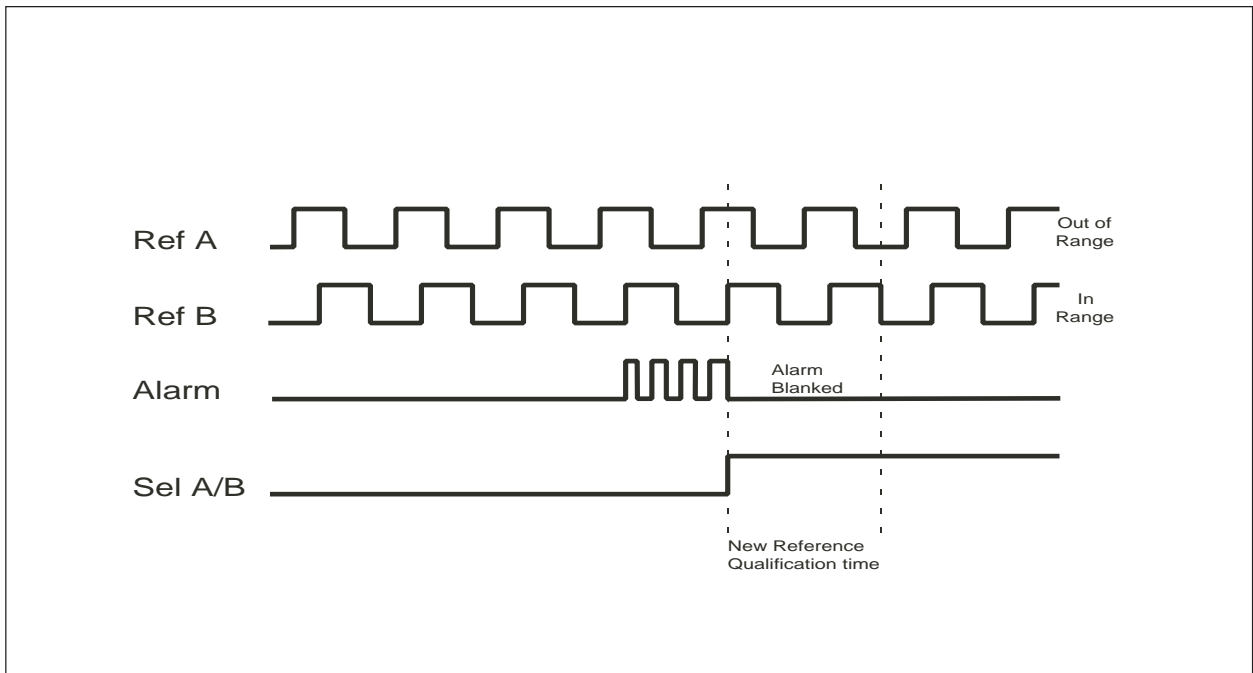 Ref A
Out of
Range
Ref B
In
Range
Alarm
Alarm
Blanked
Sel A/B
New Reference
Qualification time